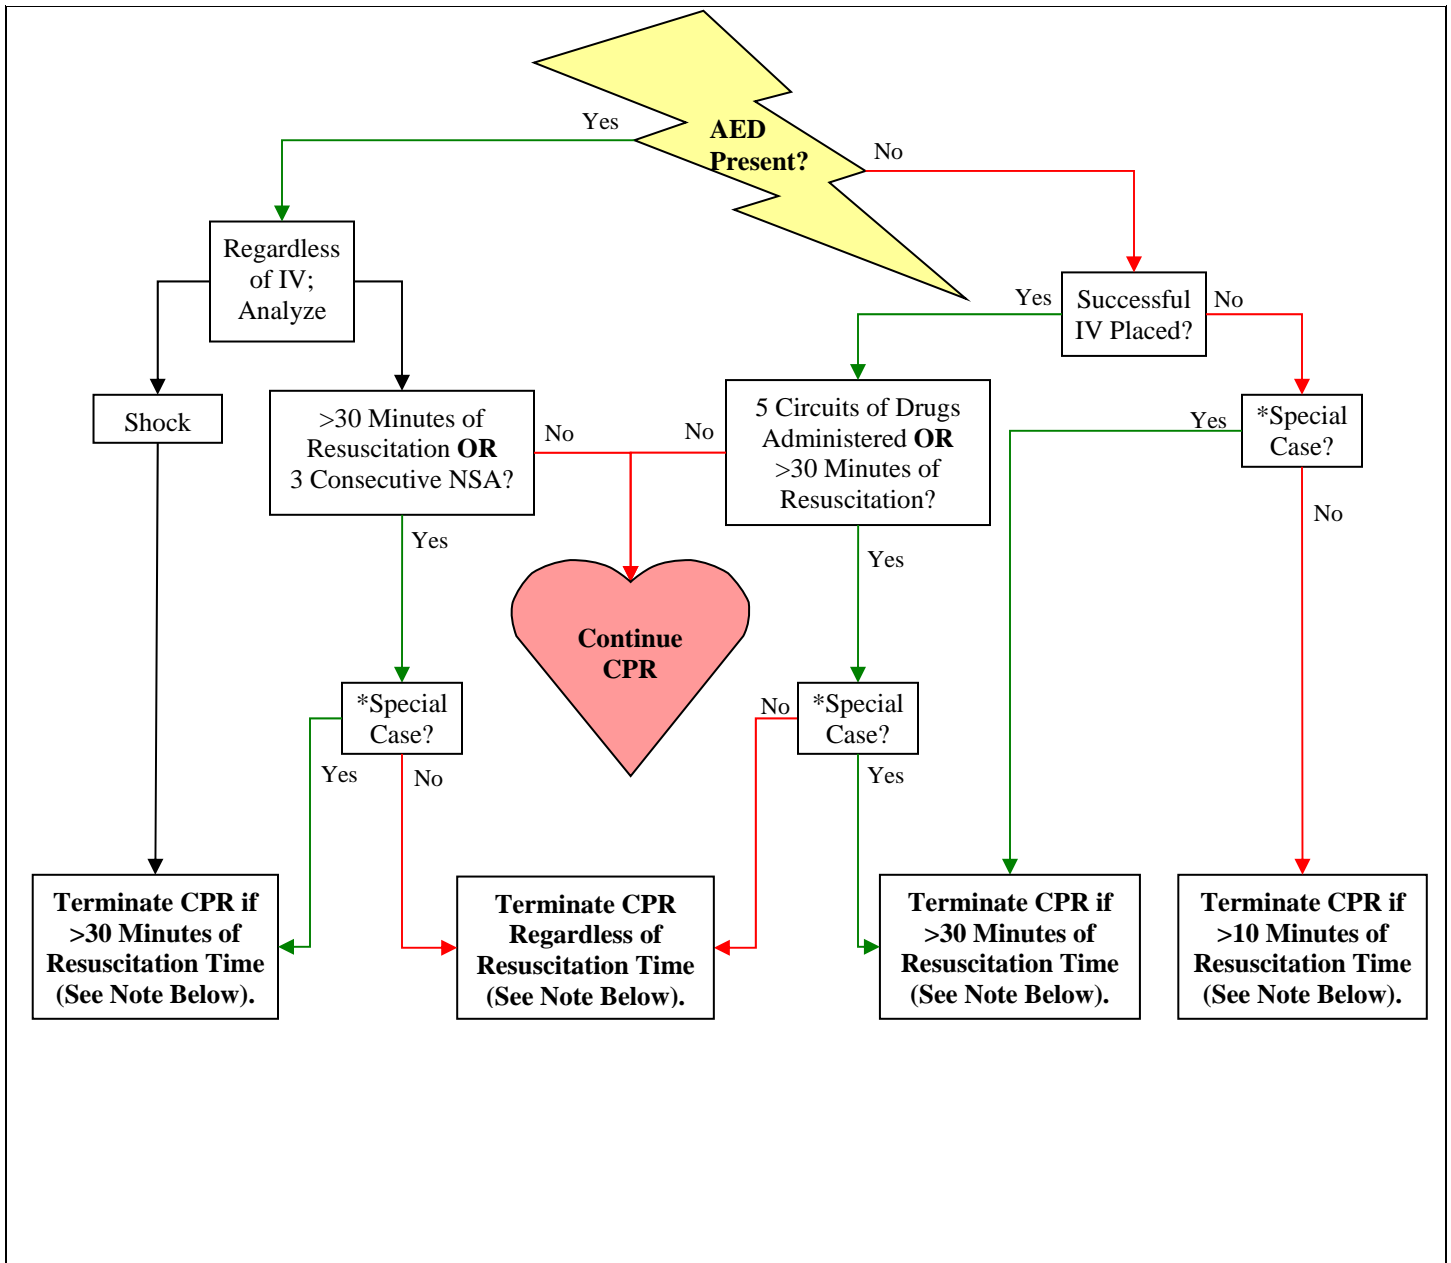 AED
Present?
Yes
No
Regardless
of IV;
Analyze
Successful
IV Placed?
Yes
No
Shock
>30 Minutes of
Resuscitation OR
3 Consecutive NSA?
No
No
5 Circuits of Drugs
Administered OR
>30 Minutes of
Resuscitation?
Yes
*Special
Case?
No
Yes
Yes
Continue
CPR
*Special
Case?
Yes
No
*Special
Case?
No
Yes
Terminate CPR if
>30 Minutes of
Resuscitation Time
(See Note Below).
Terminate CPR
Regardless of
Resuscitation Time
(See Note Below).
Terminate CPR if
>30 Minutes of
Resuscitation Time
(See Note Below).
Terminate CPR if
>10 Minutes of
Resuscitation Time
(See Note Below).